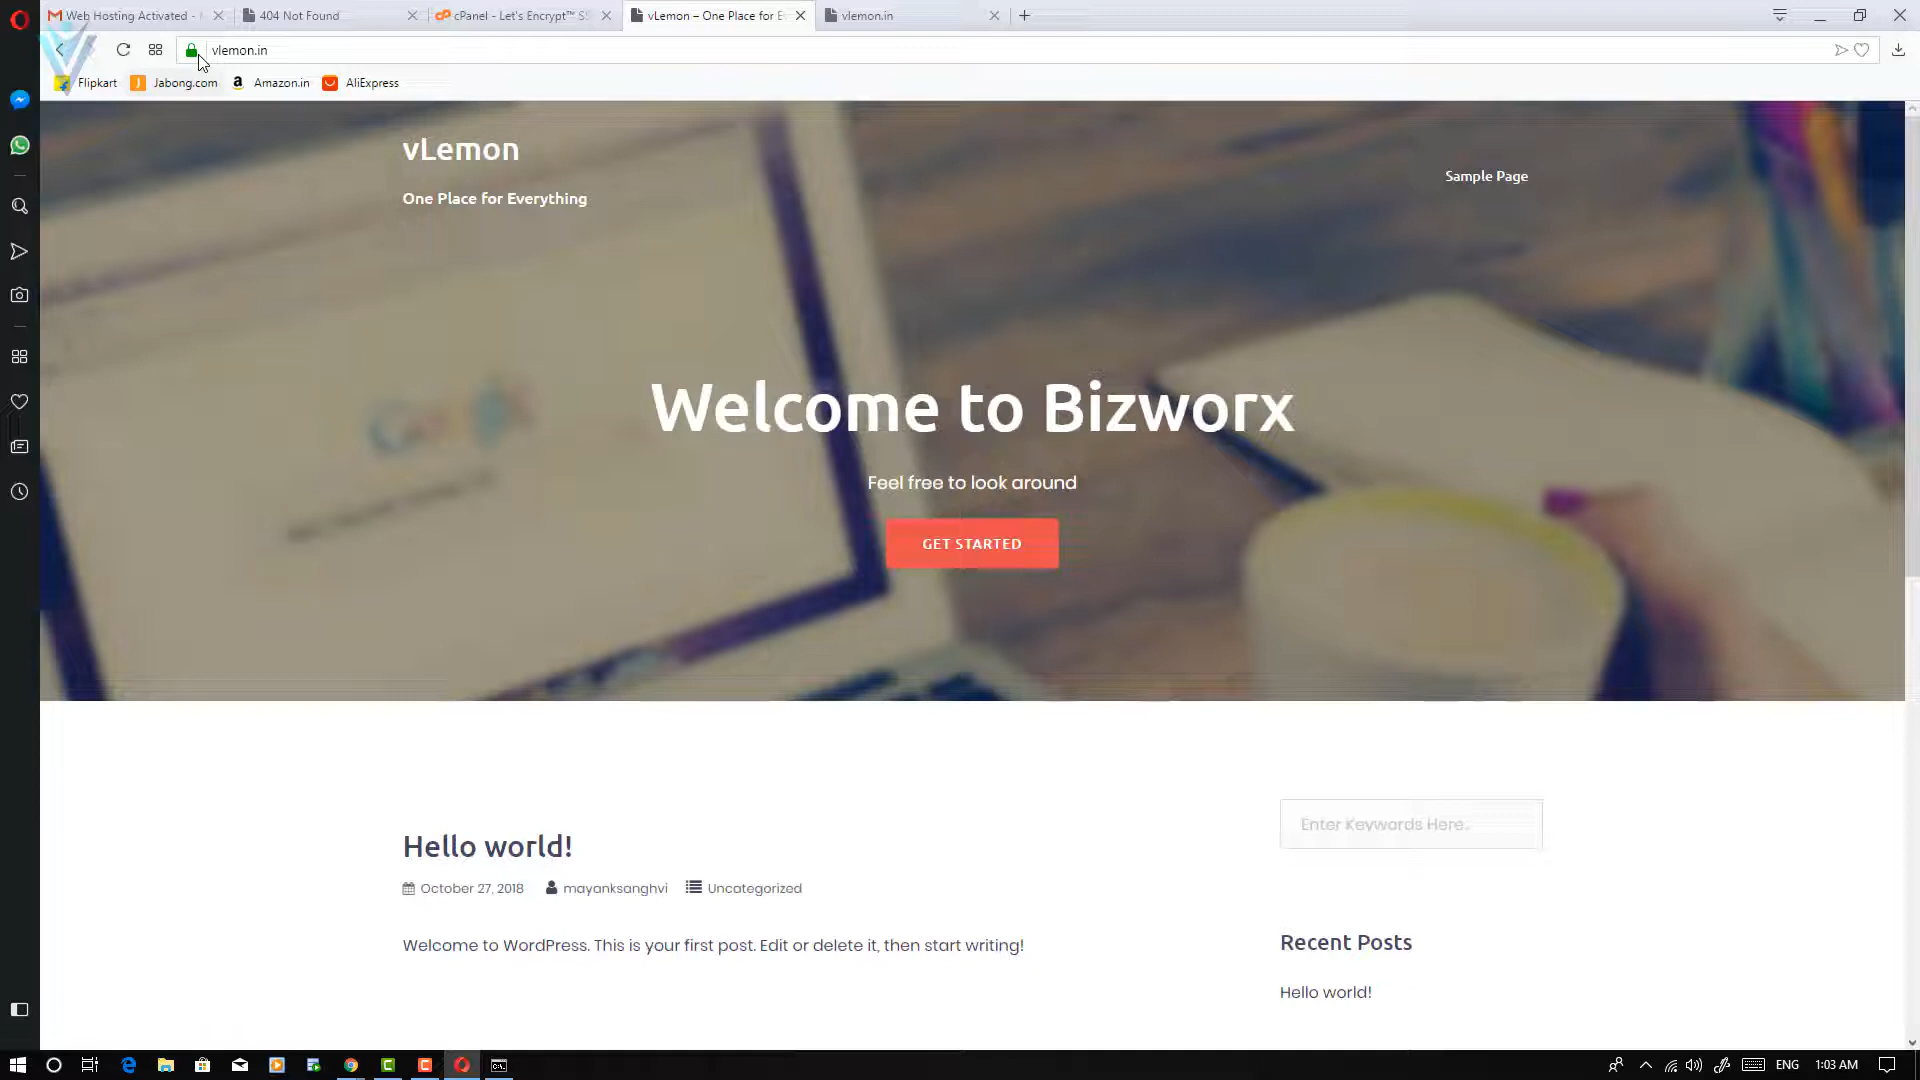 Web Hosting Activated -
404 Not Found
cPanel - Let's Encrypt™ S
vLemon – One Place for E
vlemon.in
vlemon.in
Flipkart
Jabong.com
Amazon.in
AliExpress
vLemon
One Place for Everything
Sample Page
Welcome to Bizworx
Feel free to look around
GET STARTED
Hello world!
October 27, 2018 mayanksanghvi Uncategorized
Welcome to WordPress. This is your first post. Edit or delete it, then start writing!
Enter Keywords Here..
Recent Posts
Hello world!
ENG 1:03 AM